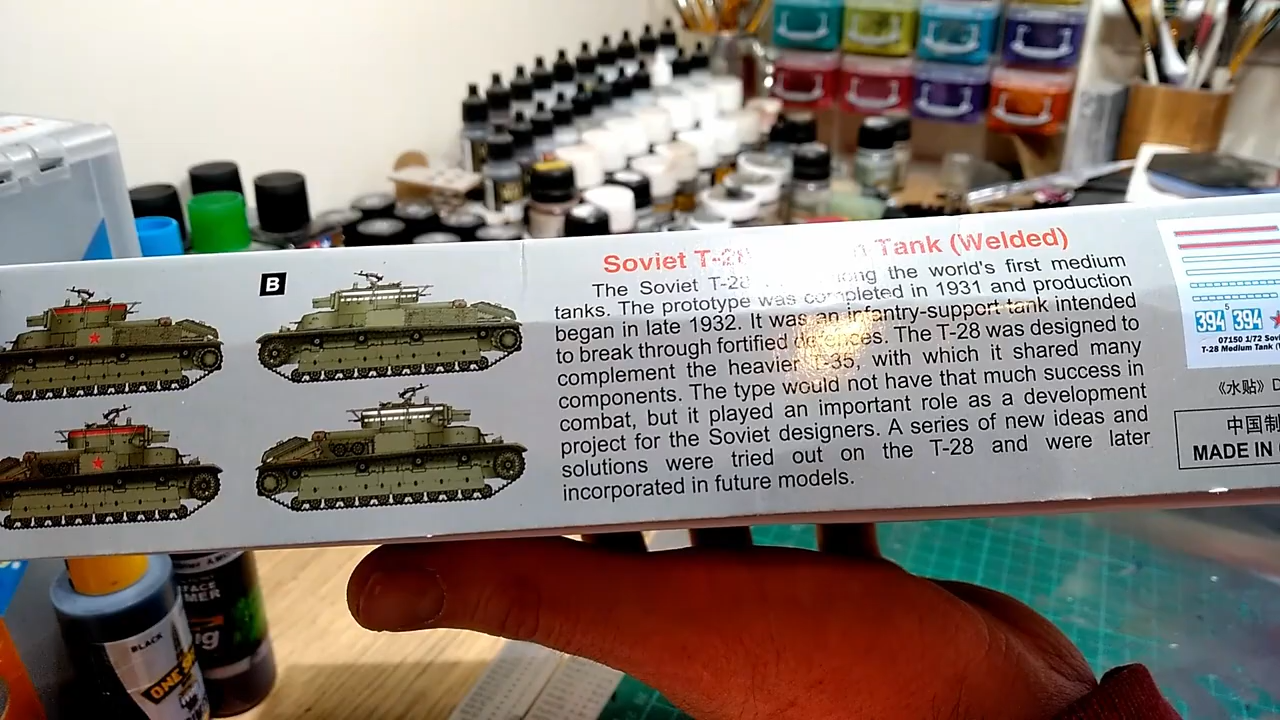 B
Soviet T-28 Tank (Welded)
The Soviet T-28 the world's first medium
tanks. The prototype was completed in 1931 and production
began in late 1932. It was an infantry-support tank intended
to break through fortified defences. The T-28 was designed to
complement the heavier T-35, with which it shared many
components. The type would not have that much success in
combat, but it played an important role as a development
project for the Soviet designers. A series of new ideas and
solutions were tried out on the T-28 and were later
incorporated in future models.
394 5 394
07150 1/72
T-28 Medium Tank
《水贴》
中国制
MADE IN
BLACK
ONE